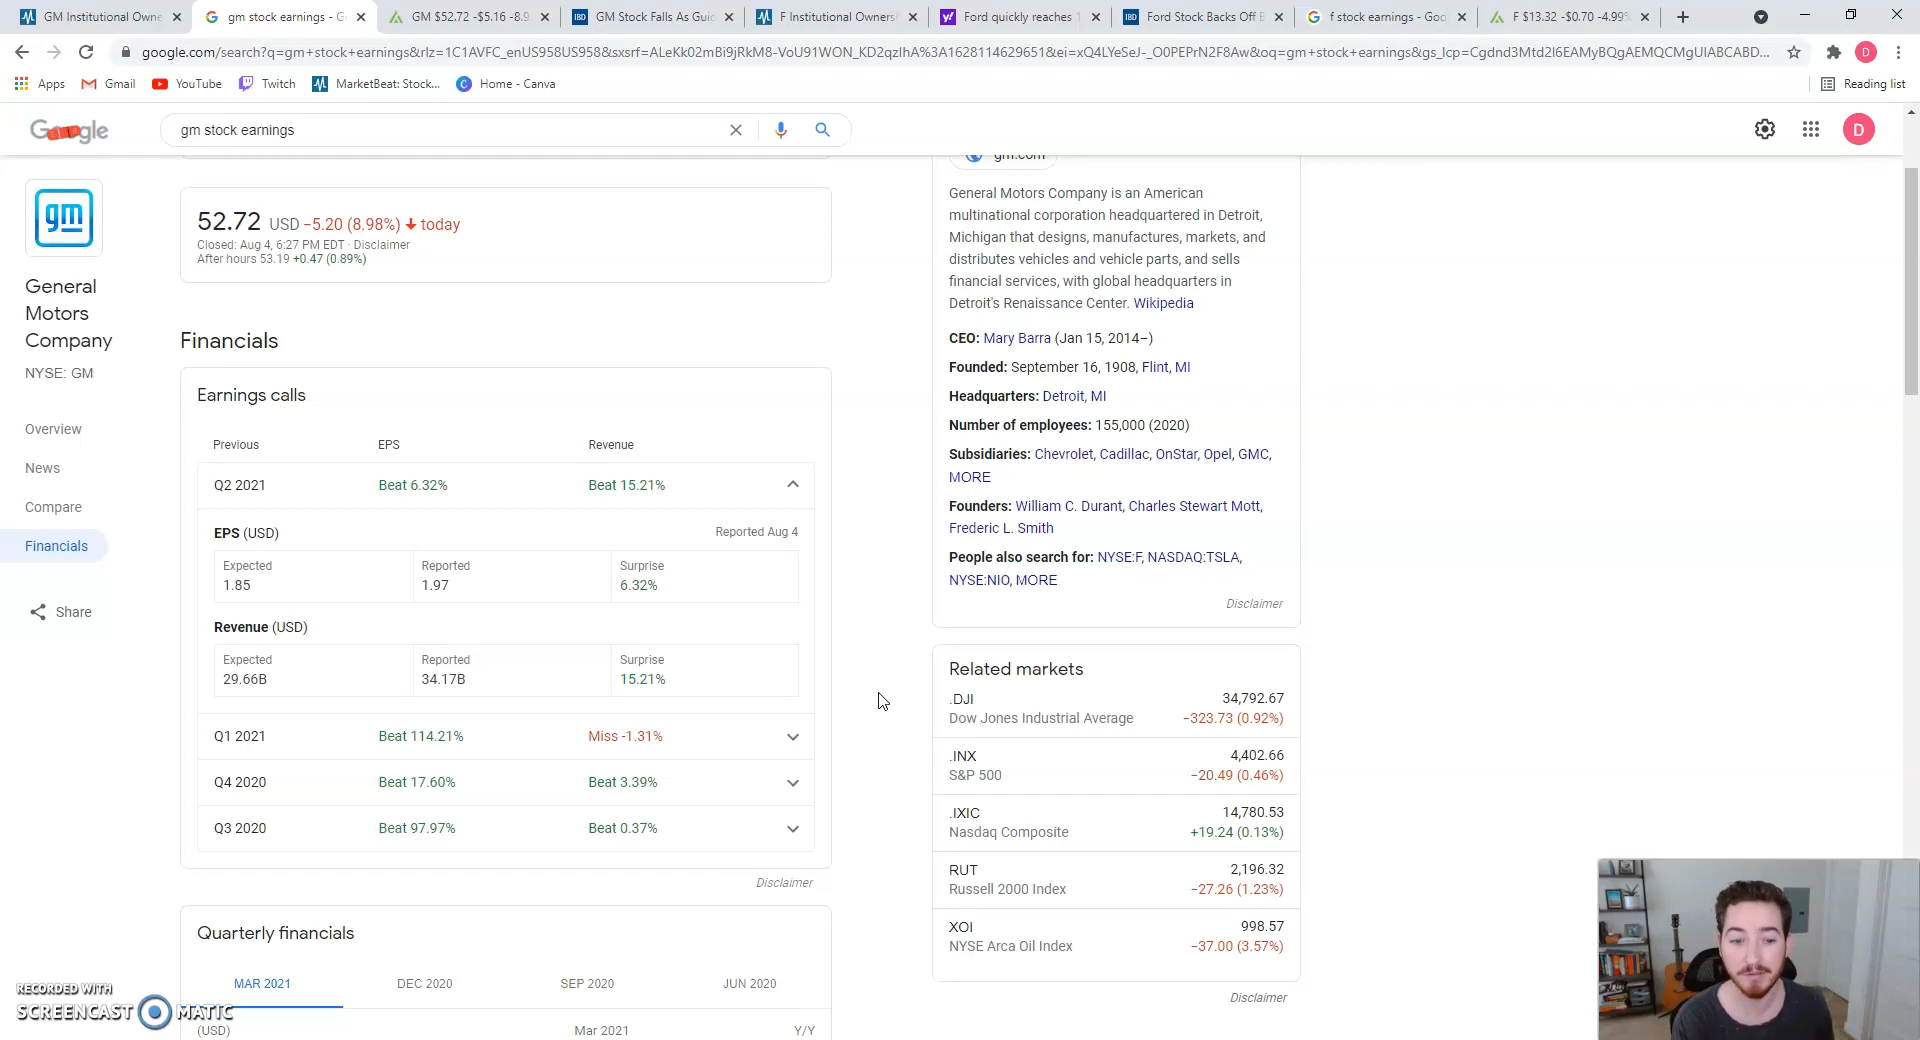 GM Institutional Owne
gm stock earnings - G
GM $52.72 -$5.16 -8.9
GM Stock Falls As Guid
F Institutional Ownersh
Ford quickly reaches 1
Ford Stock Backs Off B
f stock earnings - Goo
F $13.32 -$0.70 -4.99%
google.com/search?q=gm+stock+earnings&rlz=1C1AVFC_enUS958US958&sxsrf=ALeKk02mBi9jRkM8-VoU91WON_KD2qzIhA%3A1628114629651&ei=xQ4LYeSeJ-_O0PEPrN2F8Aw&oq=gm+stock+earnings&gs_lcp=Cgdnd3Mtd2l6EAMyBQgAEMQCMgUIABCABD...
Apps
Gmail
YouTube
Twitch
MarketBeat: Stock...
Home - Canva
Reading list
Google
gm stock earnings
D
gm
General
Motors
Company
NYSE: GM
Overview
News
Compare
Financials
Share
52.72 USD −5.20 (8.98%) today
Closed: Aug 4, 6:27 PM EDT · Disclaimer
After hours 53.19 +0.47 (0.89%)
Financials
Earnings calls
Previous EPS Revenue
Q2 2021 Beat 6.32% Beat 15.21%
EPS (USD) Reported Aug 4
Expected Reported Surprise
1.85 1.97 6.32%
Revenue (USD)
Expected Reported Surprise
29.66B 34.17B 15.21%
Q1 2021 Beat 114.21% Miss -1.31%
Q4 2020 Beat 17.60% Beat 3.39%
Q3 2020 Beat 97.97% Beat 0.37%
Disclaimer
Quarterly financials
MAR 2021 DEC 2020 SEP 2020 JUN 2020
(USD) Mar 2021 Y/Y
gm.com
General Motors Company is an American
multinational corporation headquartered in Detroit,
Michigan that designs, manufactures, markets, and
distributes vehicles and vehicle parts, and sells
financial services, with global headquarters in
Detroit's Renaissance Center. Wikipedia
CEO: Mary Barra (Jan 15, 2014–)
Founded: September 16, 1908, Flint, MI
Headquarters: Detroit, MI
Number of employees: 155,000 (2020)
Subsidiaries: Chevrolet, Cadillac, OnStar, Opel, GMC,
MORE
Founders: William C. Durant, Charles Stewart Mott,
Frederic L. Smith
People also search for: NYSE:F, NASDAQ:TSLA,
NYSE:NIO, MORE
Disclaimer
Related markets
.DJI 34,792.67
Dow Jones Industrial Average −323.73 (0.92%)
.INX 4,402.66
S&P 500 −20.49 (0.46%)
.IXIC 14,780.53
Nasdaq Composite +19.24 (0.13%)
RUT 2,196.32
Russell 2000 Index −27.26 (1.23%)
XOI 998.57
NYSE Arca Oil Index −37.00 (3.57%)
Disclaimer
RECORDED WITH
SCREENCAST MATIC